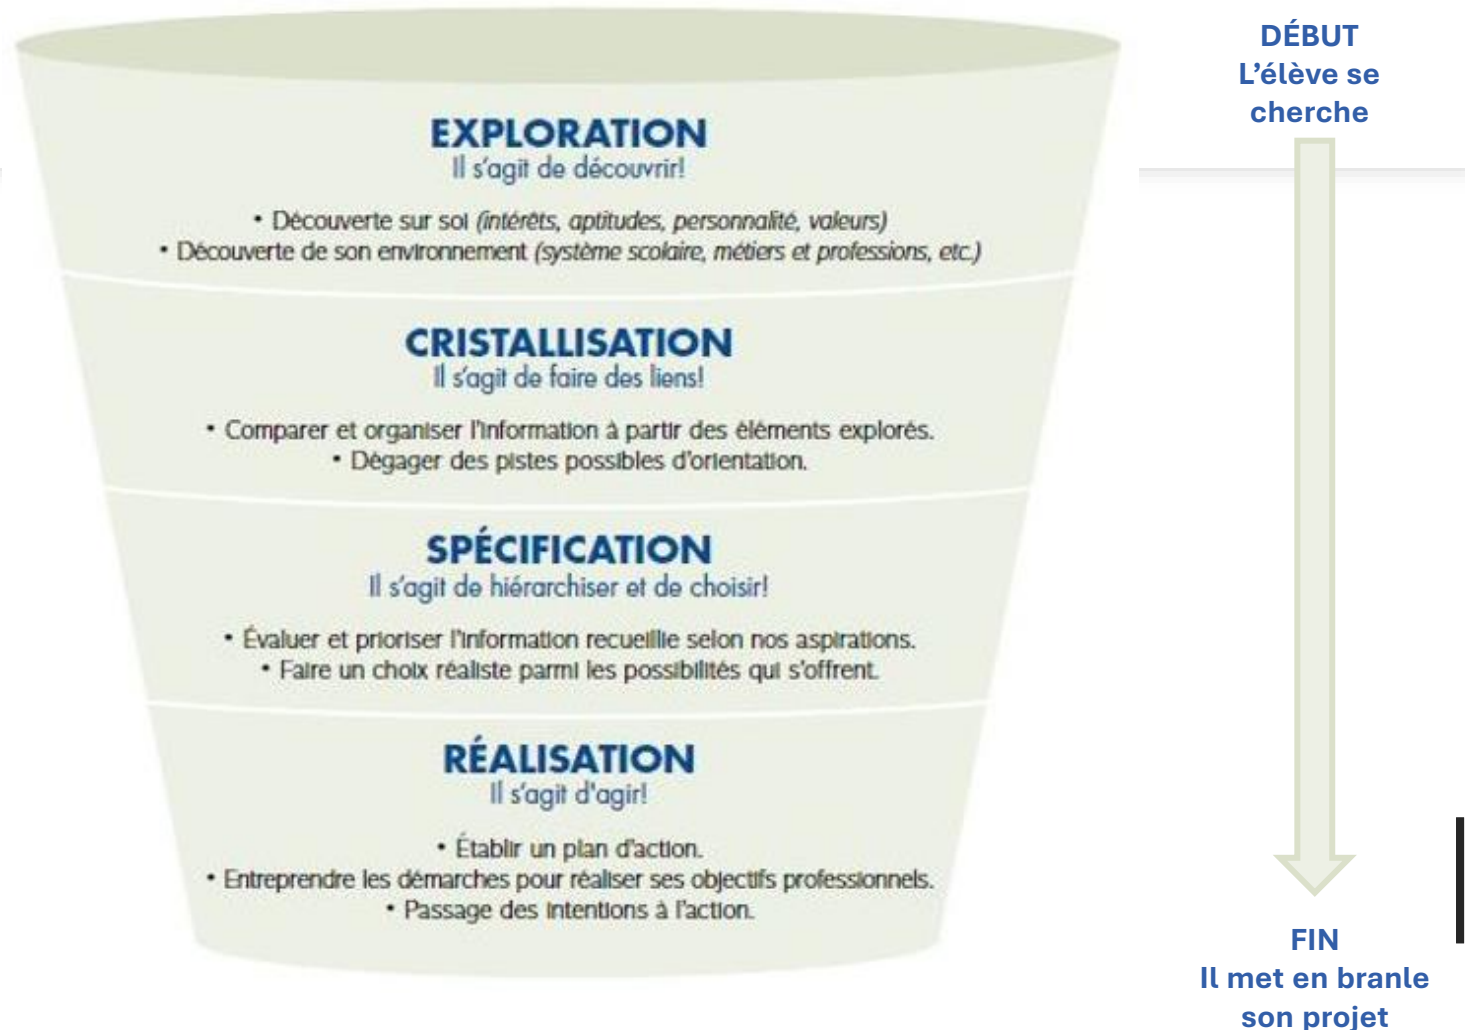 EXPLORATION
Il s'agit de découvrir!
• Découverte sur soi (intérêts, aptitudes, personnalité, valeurs)
• Découverte de son environnement (système scolaire, métiers et professions, etc.)
CRISTALLISATION
Il s'agit de faire des liens!
• Comparer et organiser l'information à partir des éléments explorés.
• Dégager des pistes possibles d'orientation.
SPÉCIFICATION
Il s'agit de hiérarchiser et de choisir!
• Évaluer et prioriser l'information recueillie selon nos aspirations.
• Faire un choix réaliste parmi les possibilités qui s'offrent.
RÉALISATION
Il s'agit d'agir!
• Établir un plan d'action.
• Entreprendre les démarches pour réaliser ses objectifs professionnels.
• Passage des intentions à l'action.
DÉBUT
L'élève se
cherche
FIN
Il met en branle
son projet